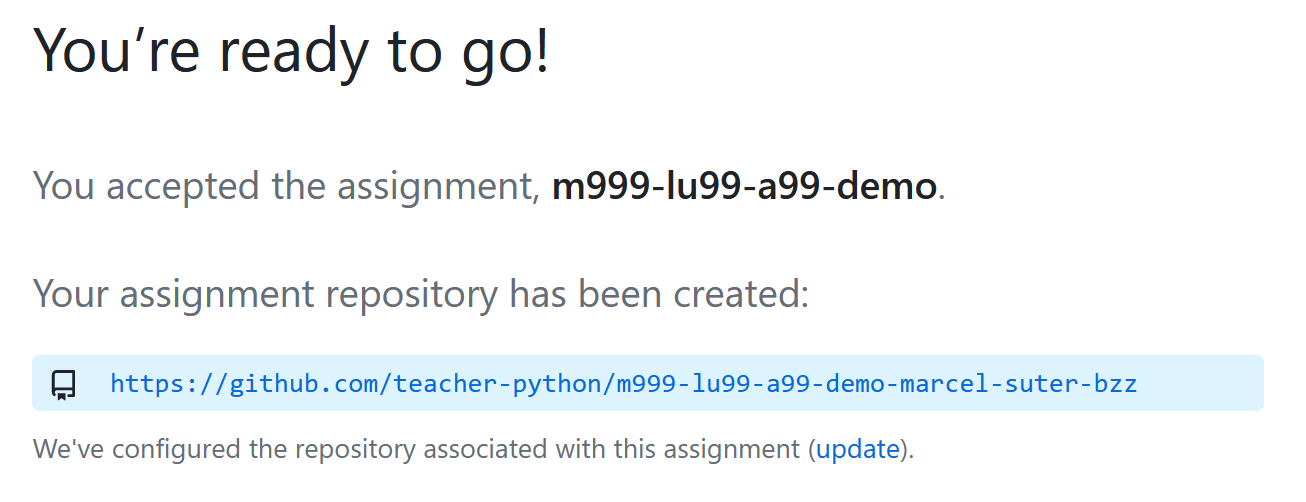 You’re ready to go!
You accepted the assignment, m999-lu99-a99-demo.
Your assignment repository has been created:
https://github.com/teacher-python/m999-lu99-a99-demo-marcel-suter-bzz
We've configured the repository associated with this assignment (update).